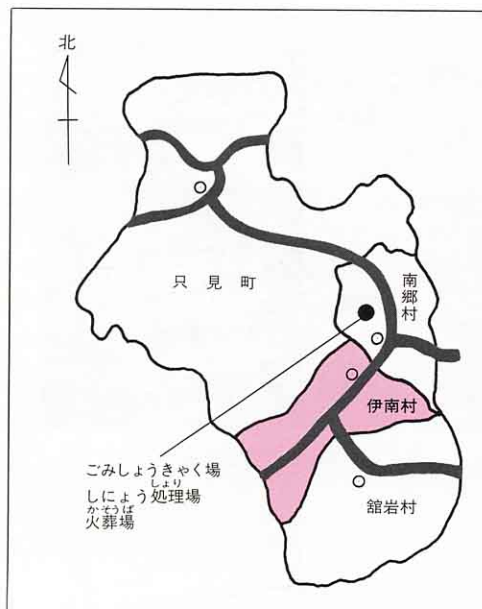 北
只見町
南郷村
伊南村
舘岩村
ごみしょうきゃく場
しょり
しにょう処理場
かそうば
火葬場